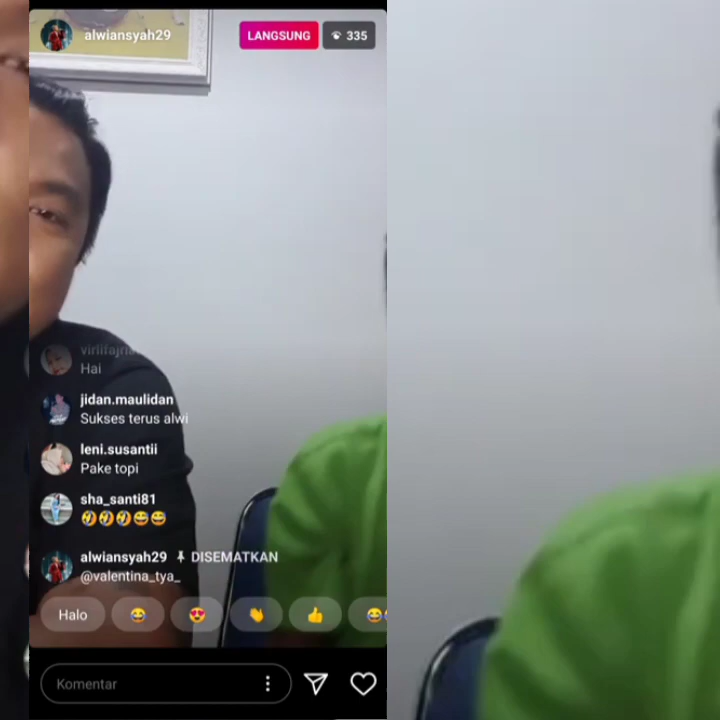 alwiansyah29
LANGSUNG
335
virlifajn
Hai
jidan.maulidan
Sukses terus alwi
leni.susantii
Pake topi
sha_santi81
🤣🤣🤣😅😅
alwiansyah29 DISEMATKAN
@valentina_tya_
Halo 😂 😍 👏 👍 😂
Komentar